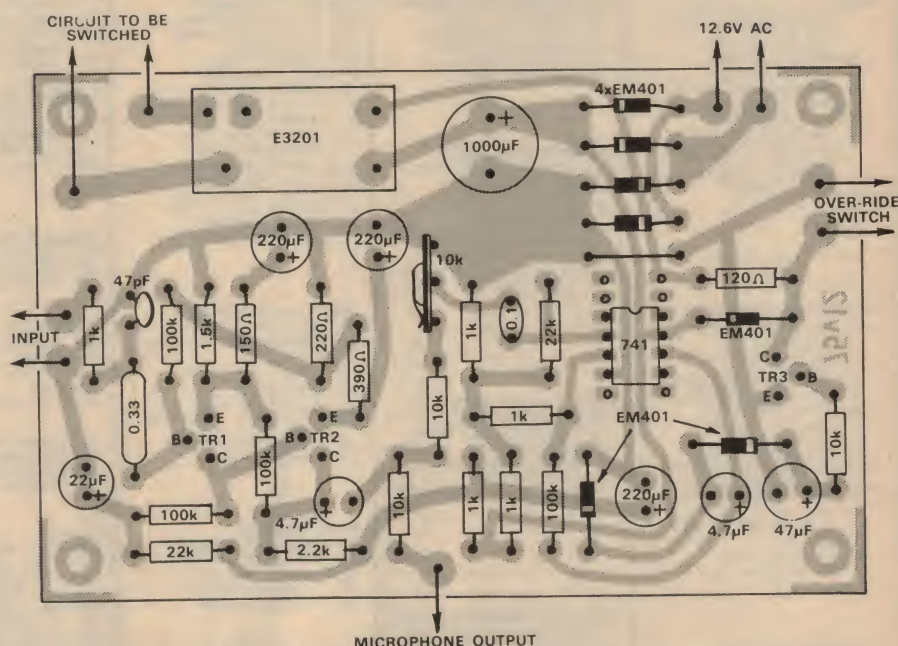 CIRCUIT TO BE
SWITCHED
12.6V AC
4xEM401
E3201
+
1000µF
OVER-RIDE
SWITCH
220µF
+
220µF
+
10k
47pF
120Ω
INPUT
1k
100k
1.5k
150Ω
220Ω
390Ω
1k
0.1
22k
741
EM401
C
TR3
B
E
0.33
E
B
TR1
C
E
B
TR2
C
10k
1k
EM401
10k
22µF
+
100k
100k
4.7µF
+
10k
1k
1k
100k
220µF
+
4.7µF
+
47µF
+
22k
2.2k
MICROPHONE OUTPUT